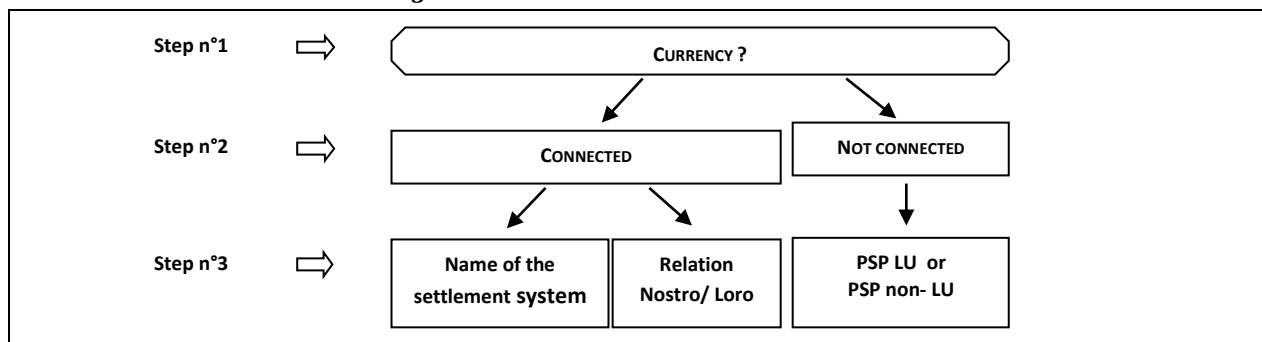 Step n°1
CURRENCY ?
Step n°2
CONNECTED
NOT CONNECTED
Step n°3
Name of the
settlement system
Relation
Nostro/ Loro
PSP LU or
PSP non- LU